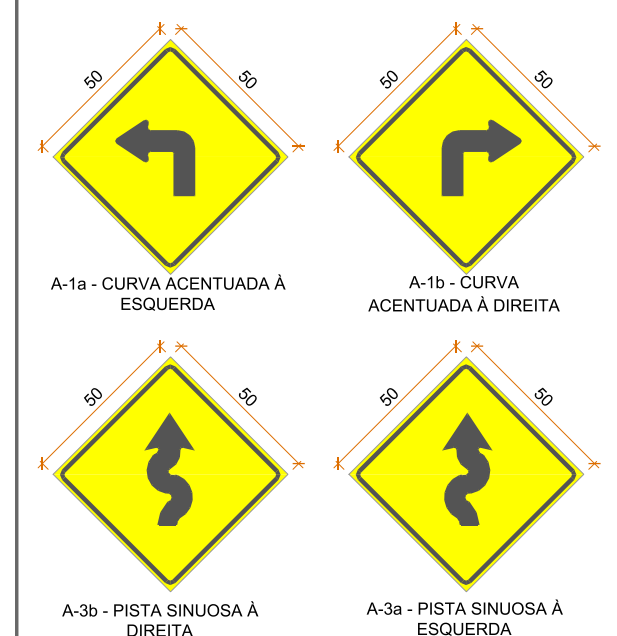 50
50
A-1a - CURVA ACENTUADA À
ESQUERDA
50
50
A-1b - CURVA
ACENTUADA À DIREITA
50
50
A-3b - PISTA SINUOSA À
DIREITA
50
50
A-3a - PISTA SINUOSA À
ESQUERDA